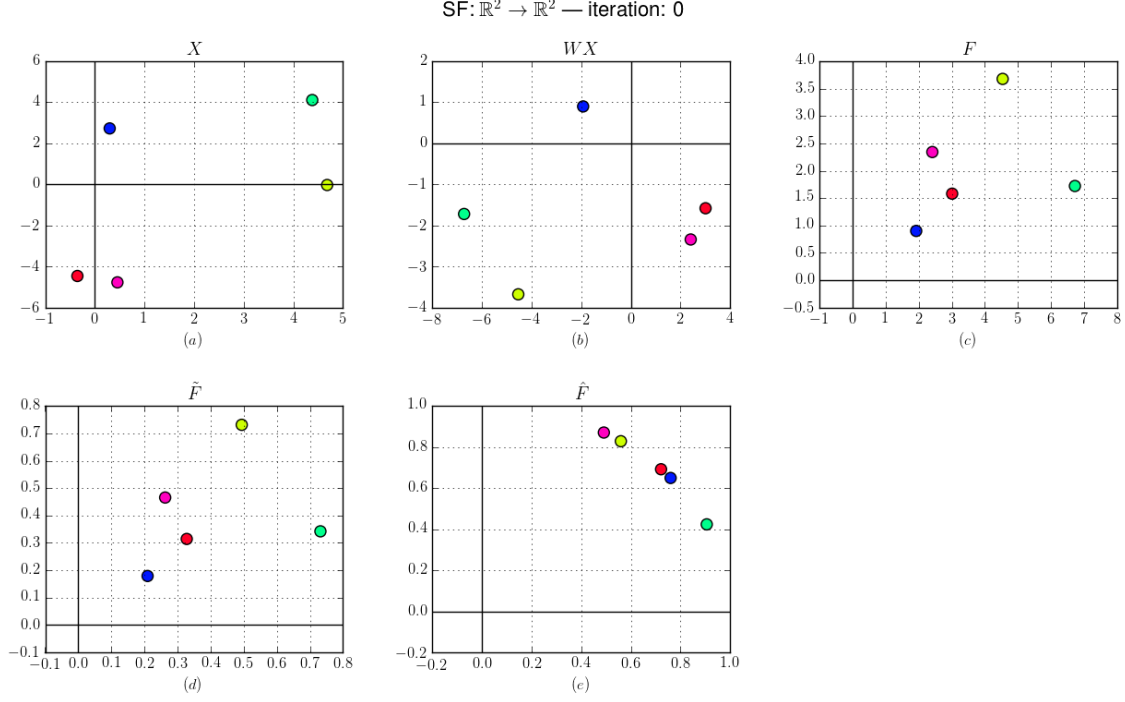 SF: ℝ² → ℝ² — iteration: 0
X
WX
F
6
4
2
0
−2
−4
−6
−1 0 1 2 3 4 5
(a)
2
1
0
−1
−2
−3
−4
−8 −6 −4 −2 0 2 4
(b)
4.0
3.5
3.0
2.5
2.0
1.5
1.0
0.5
0.0
−0.5
−1 0 1 2 3 4 5 6 7 8
(c)
F̃
F̂
0.8
0.7
0.6
0.5
0.4
0.3
0.2
0.1
0.0
−0.1
−0.1 0.0 0.1 0.2 0.3 0.4 0.5 0.6 0.7 0.8
(d)
1.0
0.8
0.6
0.4
0.2
0.0
−0.2
−0.2 0.0 0.2 0.4 0.6 0.8 1.0
(e)